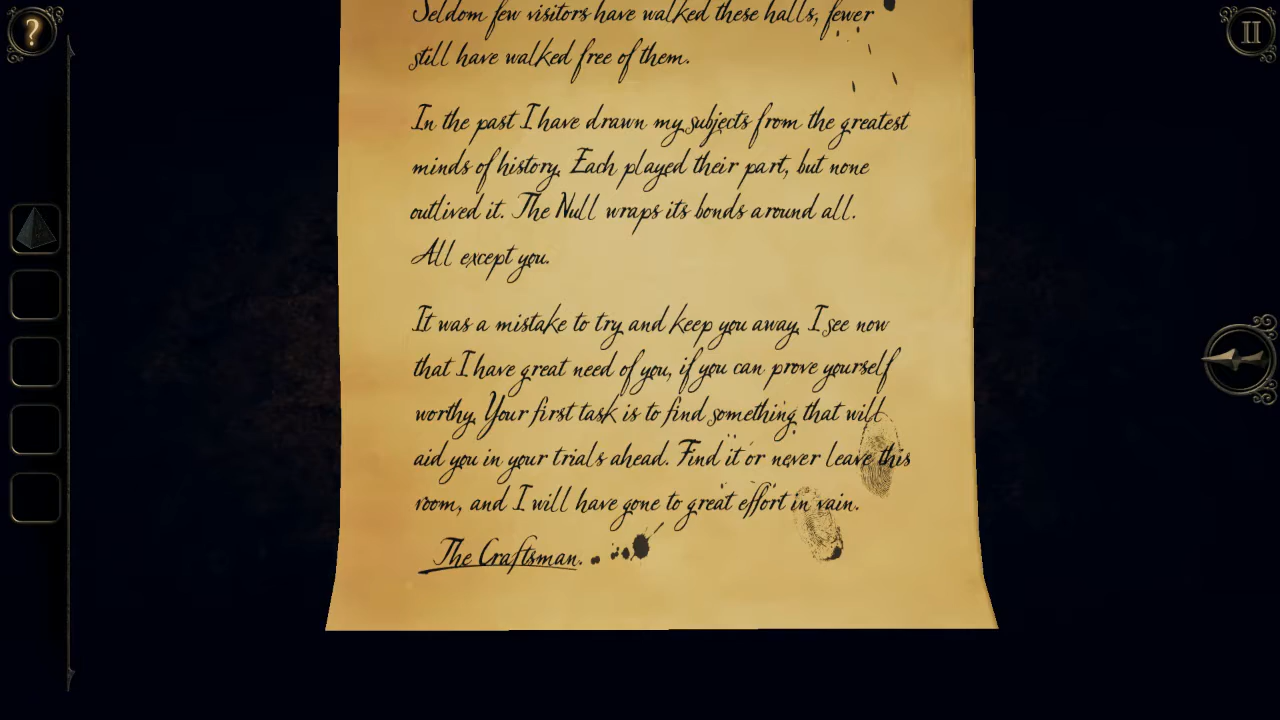 Seldom few visitors have walked these halls, fewer
still have walked free of them.
In the past I have drawn my subjects from the greatest
minds of history. Each played their part, but none
outlived it. The Null wraps its bonds around all.
All except you.
It was a mistake to try and keep you away. I see now
that I have great need of you, if you can prove yourself
worthy. Your first task is to find something that will
aid you in your trials ahead. Find it or never leave this
room, and I will have gone to great effort in vain.
The Craftsman.